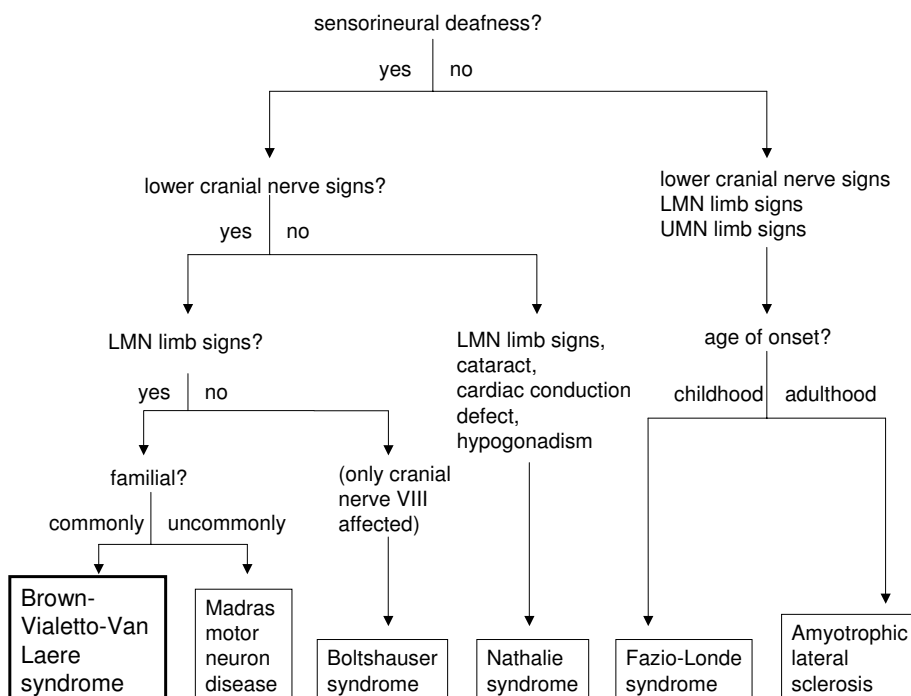 sensorineural deafness?
yes no
lower cranial nerve signs?
lower cranial nerve signs
LMN limb signs
UMN limb signs
yes no
LMN limb signs?
LMN limb signs,
cataract,
cardiac conduction
defect,
hypogonadism
age of onset?
yes no
childhood adulthood
familial?
(only cranial
nerve VIII
affected)
commonly uncommonly
Brown-
Vialetto-Van
Laere
syndrome
Madras
motor
neuron
disease
Boltshauser
syndrome
Nathalie
syndrome
Fazio-Londe
syndrome
Amyotrophic
lateral
sclerosis